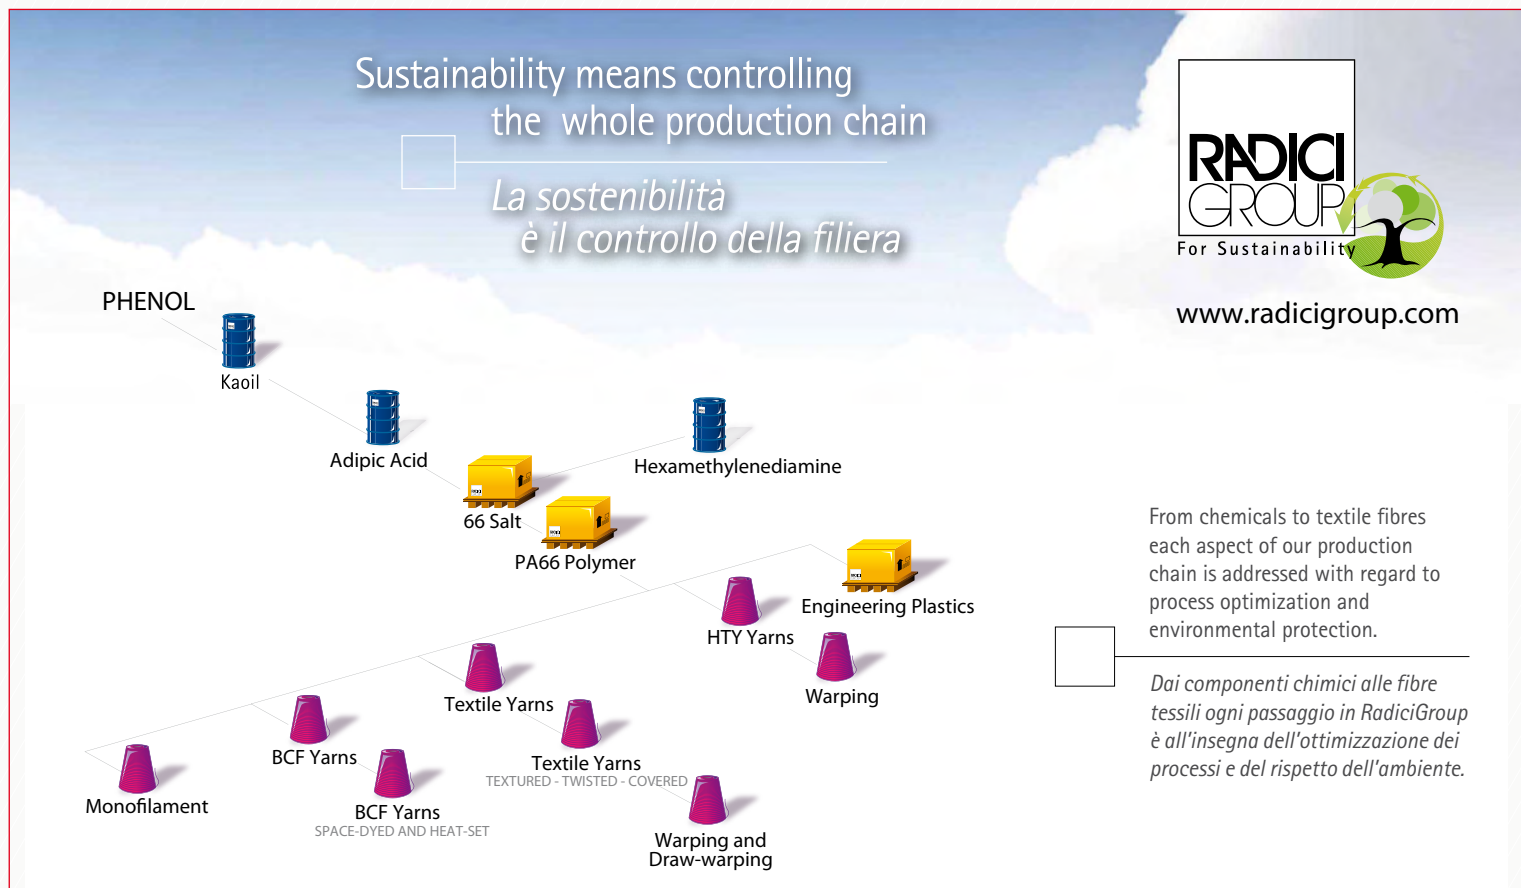 Sustainability means controlling
the whole production chain
La sostenibilità
è il controllo della filiera
RADICI
GROUP
For Sustainability
www.radicigroup.com
PHENOL
Kaoil
Adipic Acid
Hexamethylenediamine
66 Salt
PA66 Polymer
Engineering Plastics
HTY Yarns
Warping
Textile Yarns
Textile Yarns
TEXTURED - TWISTED - COVERED
Warping and
Draw-warping
BCF Yarns
BCF Yarns
SPACE-DYED AND HEAT-SET
Monofilament
From chemicals to textile fibres
each aspect of our production
chain is addressed with regard to
process optimization and
environmental protection.
Dai componenti chimici alle fibre
tessili ogni passaggio in RadiciGroup
è all'insegna dell'ottimizzazione dei
processi e del rispetto dell'ambiente.